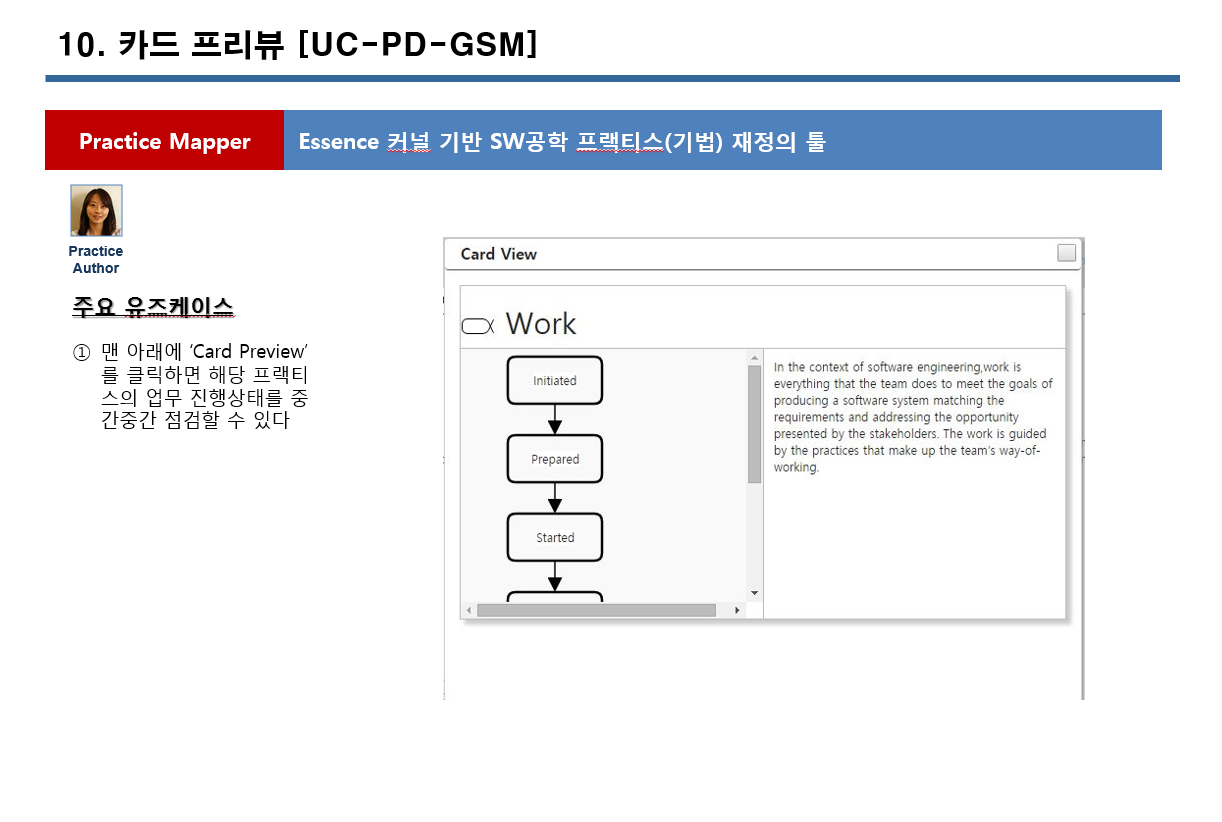 10. 카드 프리뷰 [UC-PD-GSM]
Practice Mapper
Essence 커널 기반 SW공학 프랙티스(기법) 재정의 툴
Practice
Author
주요 유즈케이스
① 맨 아래에 ‘Card Preview’
를 클릭하면 해당 프랙티
스의 업무 진행상태를 중
간중간 점검할 수 있다
Card View
Work
Initiated
Prepared
Started
In the context of software engineering,work is
everything that the team does to meet the goals of
producing a software system matching the
requirements and addressing the opportunity
presented by the stakeholders. The work is guided
by the practices that make up the team's way-of-
working.